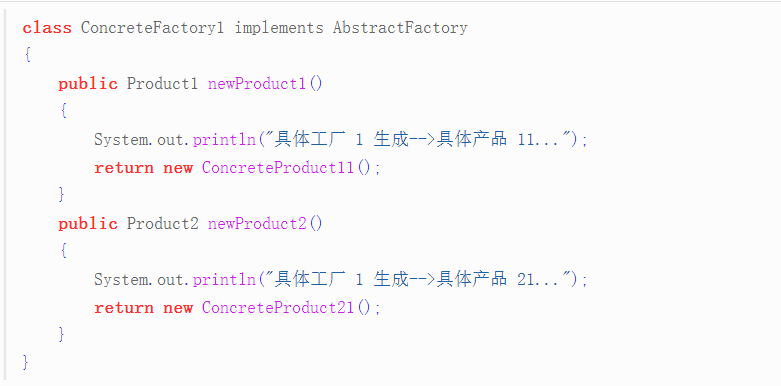 class ConcreteFactory1 implements AbstractFactory
{
public Product1 newProduct1()
{
System.out.println("具体工厂 1 生成-->具体产品 11...");
return new ConcreteProduct11();
}
public Product2 newProduct2()
{
System.out.println("具体工厂 1 生成-->具体产品 21...");
return new ConcreteProduct21();
}
}